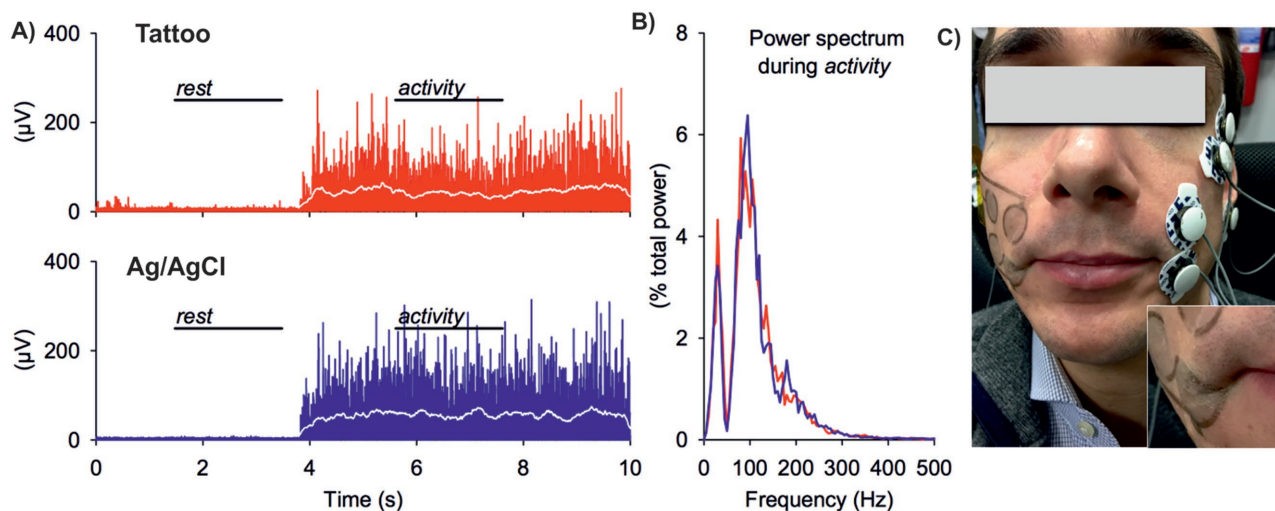 A)
Tattoo
400
200
0
(µV)
rest
activity
Ag/AgCl
400
200
0
(µV)
rest
activity
0 2 4 6 8 10
Time (s)
B)
8
6
4
2
0
(% total power)
Power spectrum
during activity
0 100 200 300 400 500
Frequency (Hz)
C)